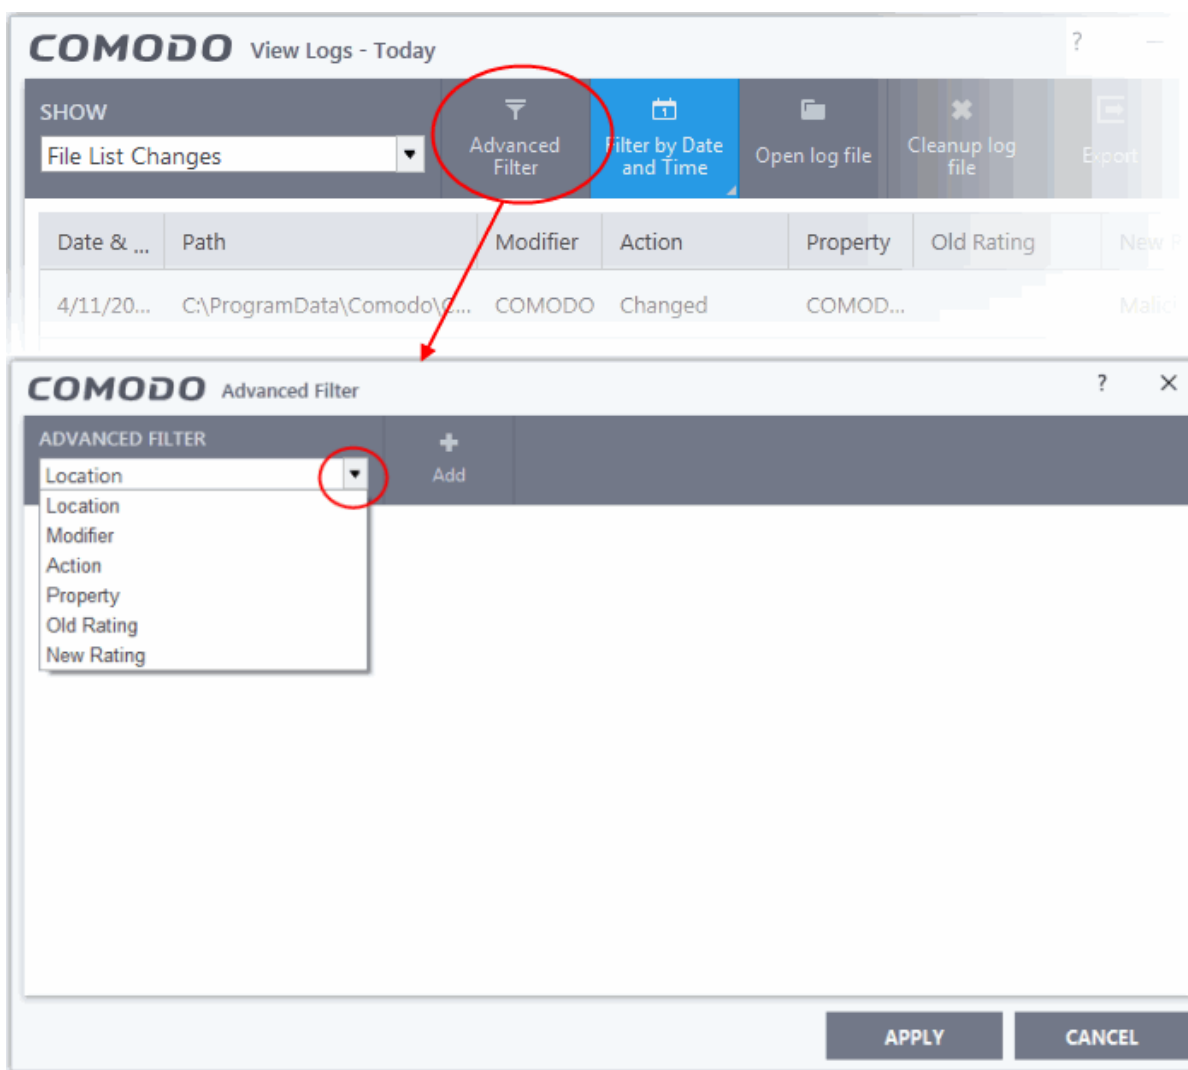 COMODO View Logs - Today ?
SHOW
File List Changes
Advanced
Filter
Filter by Date
and Time
Open log file
Cleanup log
file
Export
Date & ... Path Modifier Action Property Old Rating New
4/11/20... C:\ProgramData\Comodo\C... COMODO Changed COMOD...
COMODO Advanced Filter ?
ADVANCED FILTER
Location
Add
Location
Modifier
Action
Property
Old Rating
New Rating
APPLY CANCEL